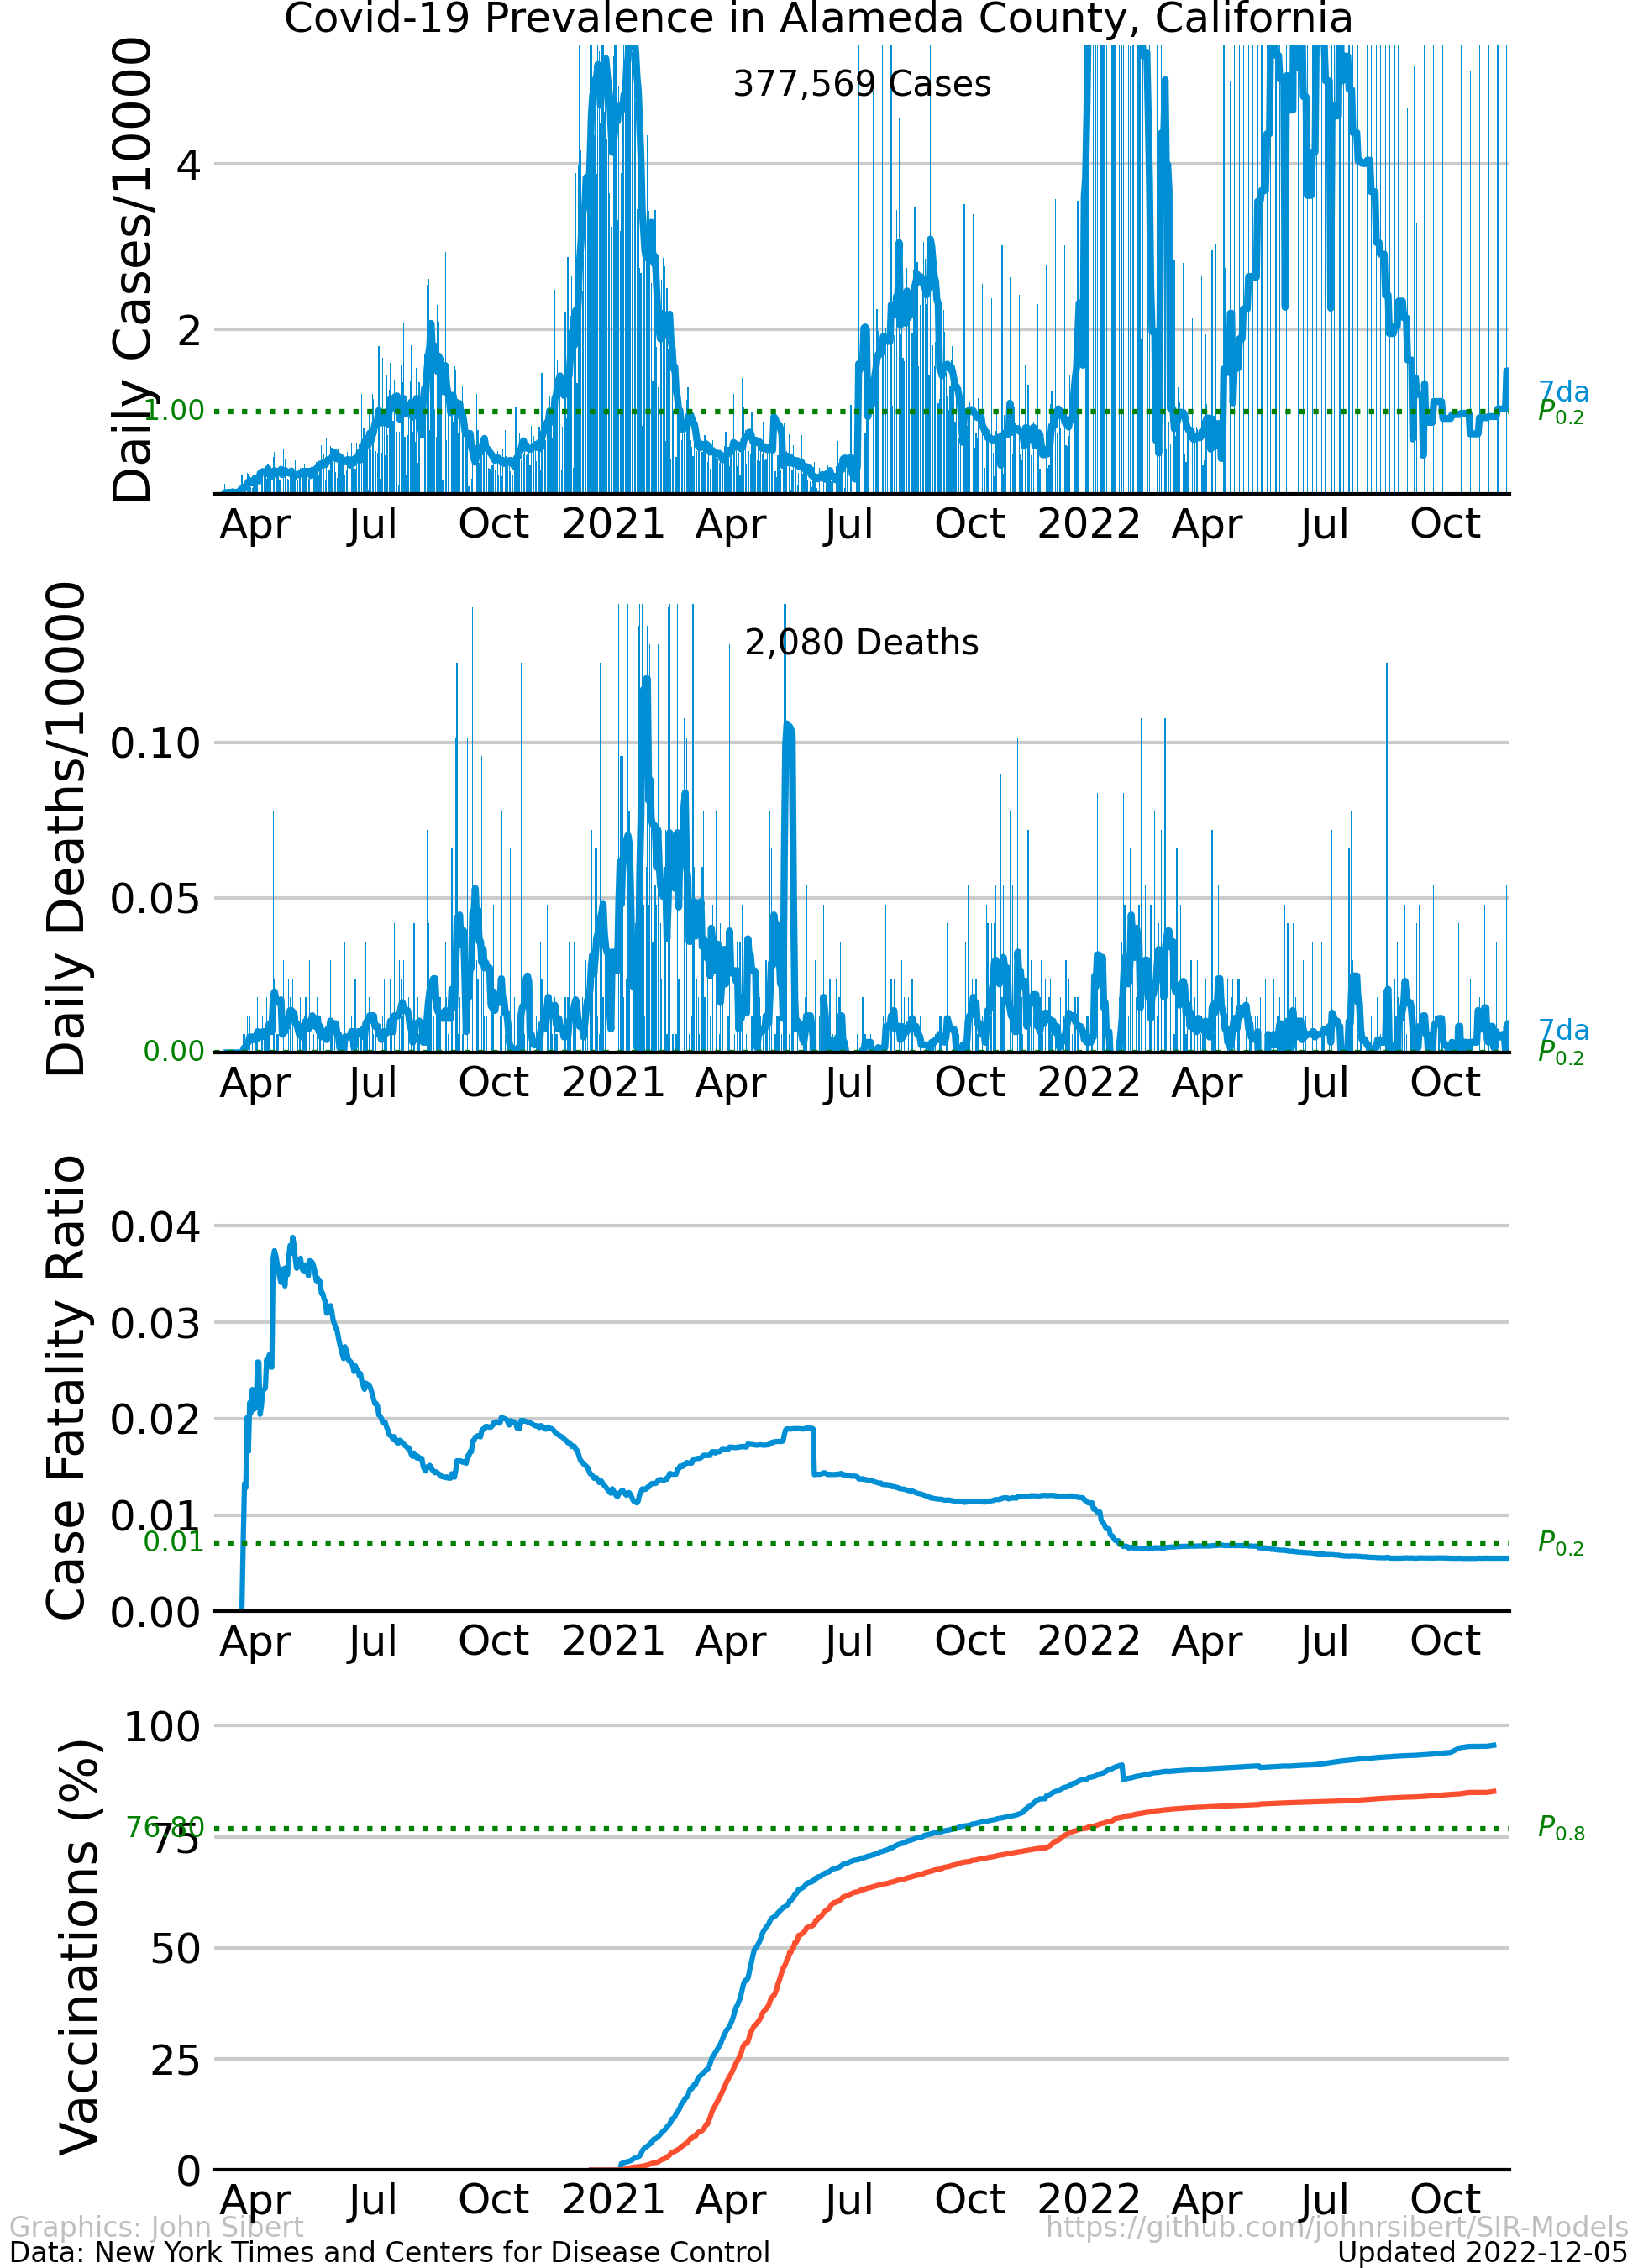 Covid-19 Prevalence in Alameda County, California
Daily Cases/10000
377,569 Cases
4
2
1.00
7da
P0.2
Apr Jul Oct 2021 Apr Jul Oct 2022 Apr Jul Oct
Daily Deaths/10000
2,080 Deaths
0.10
0.05
0.00
7da
P0.2
Apr Jul Oct 2021 Apr Jul Oct 2022 Apr Jul Oct
Case Fatality Ratio
0.04
0.03
0.02
0.01
0.01
P0.2
0.00
Apr Jul Oct 2021 Apr Jul Oct 2022 Apr Jul Oct
Vaccinations (%)
100
76.80
P0.8
75
50
25
0
Apr Jul Oct 2021 Apr Jul Oct 2022 Apr Jul Oct
Graphics: John Sibert https://github.com/johnrsibert/SIR-Models
Data: New York Times and Centers for Disease Control Updated 2022-12-05